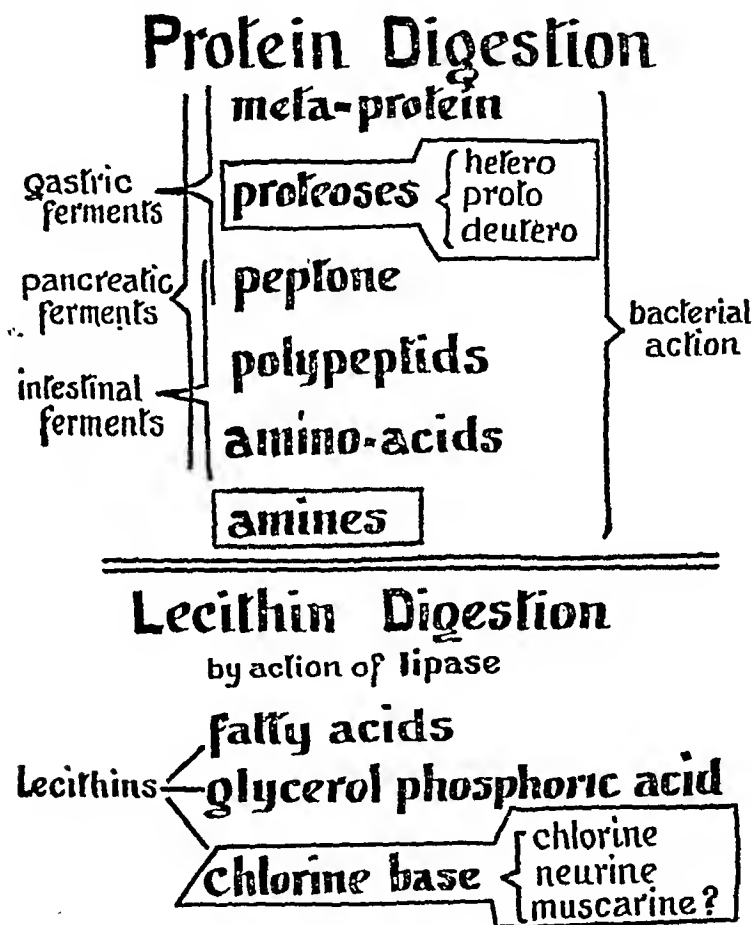 Protein Digestion
meta-protein
gastric
ferments
proteoses
hetero
proto
deutero
pancreatic
ferments
peptone
polypeptids
intestinal
ferments
amino-acids
amines
bacterial
action
Lecithin Digestion
by action of lipase
Lecithins
fatty acids
glycerol phosphoric acid
chlorine base
chlorine
neurine
muscarine?